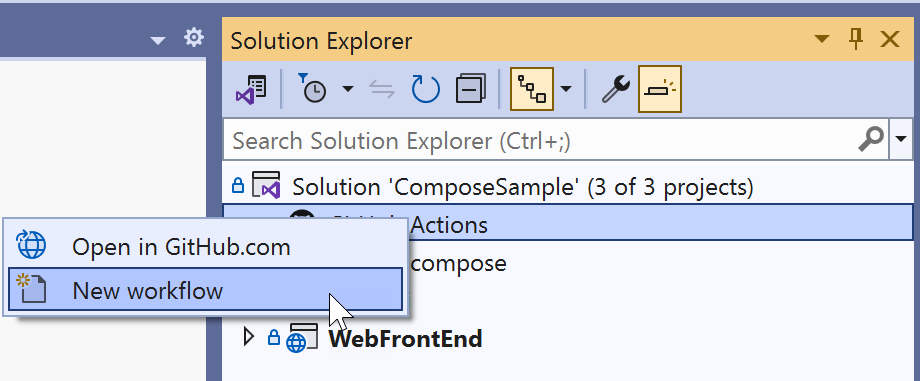 Solution Explorer
Search Solution Explorer (Ctrl+;)
Solution 'ComposeSample' (3 of 3 projects)
Actions
Open in GitHub.com
compose
New workflow
WebFrontEnd